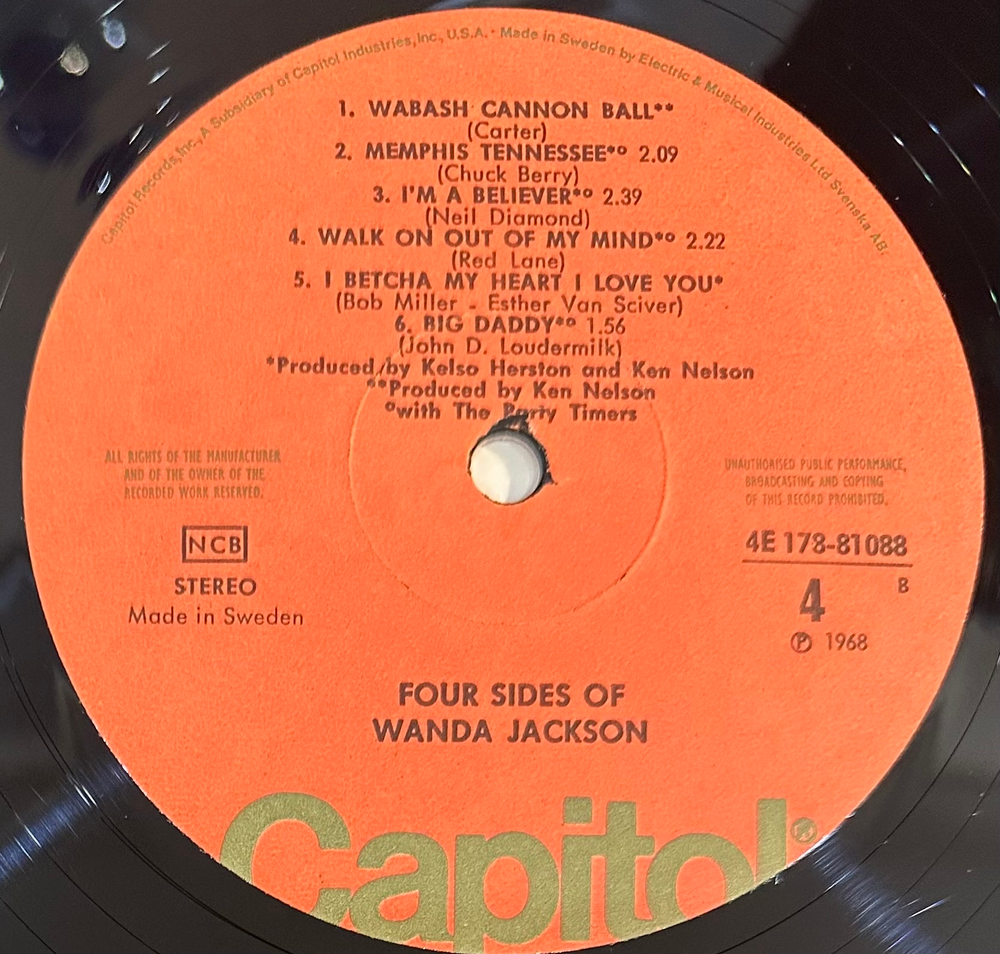 Capitol Records, Inc., A Subsidiary of Capitol Industries, Inc., U.S.A. · Made in Sweden by Electric & Musical Industries Ltd Svenska AB.
1. WABASH CANNON BALL**
(Carter)
2. MEMPHIS TENNESSEE*° 2.09
(Chuck Berry)
3. I'M A BELIEVER*° 2.39
(Neil Diamond)
4. WALK ON OUT OF MY MIND*° 2.22
(Red Lane)
5. I BETCHA MY HEART I LOVE YOU*
(Bob Miller - Esther Van Sciver)
6. BIG DADDY*° 1.56
(John D. Loudermilk)
*Produced by Kelso Herston and Ken Nelson
**Produced by Ken Nelson
°with The Party Timers
ALL RIGHTS OF THE MANUFACTURER
AND OF THE OWNER OF THE
RECORDED WORK RESERVED.
UNAUTHORISED PUBLIC PERFORMANCE,
BROADCASTING AND COPYING
OF THIS RECORD PROHIBITED.
NCB
STEREO
Made in Sweden
4E 178-81088
4 B
℗ 1968
FOUR SIDES OF
WANDA JACKSON
Capitol®